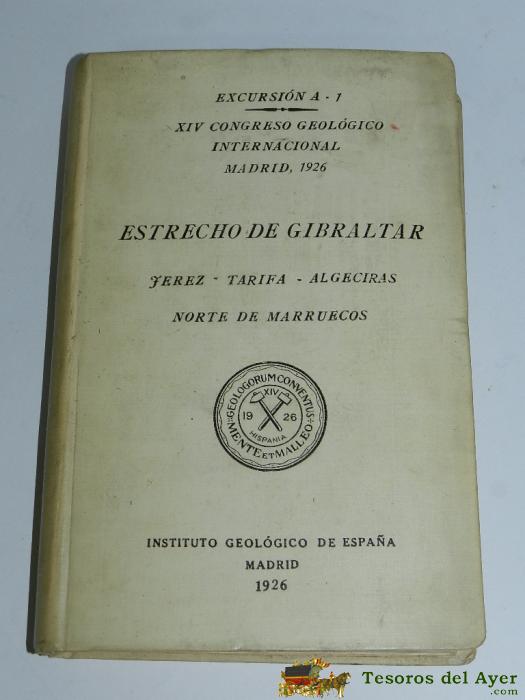 EXCURSIÓN A - 1
XIV CONGRESO GEOLÓGICO
INTERNACIONAL
MADRID, 1926
ESTRECHO DE GIBRALTAR
JEREZ - TARIFA - ALGECIRAS
NORTE DE MARRUECOS
GEOLOGORUM CONVENTUS
XIV
19 26
HISPANIA
MENTE ET MALLEO
INSTITUTO GEOLÓGICO DE ESPAÑA
MADRID
1926
Tesoros del Ayer
.com